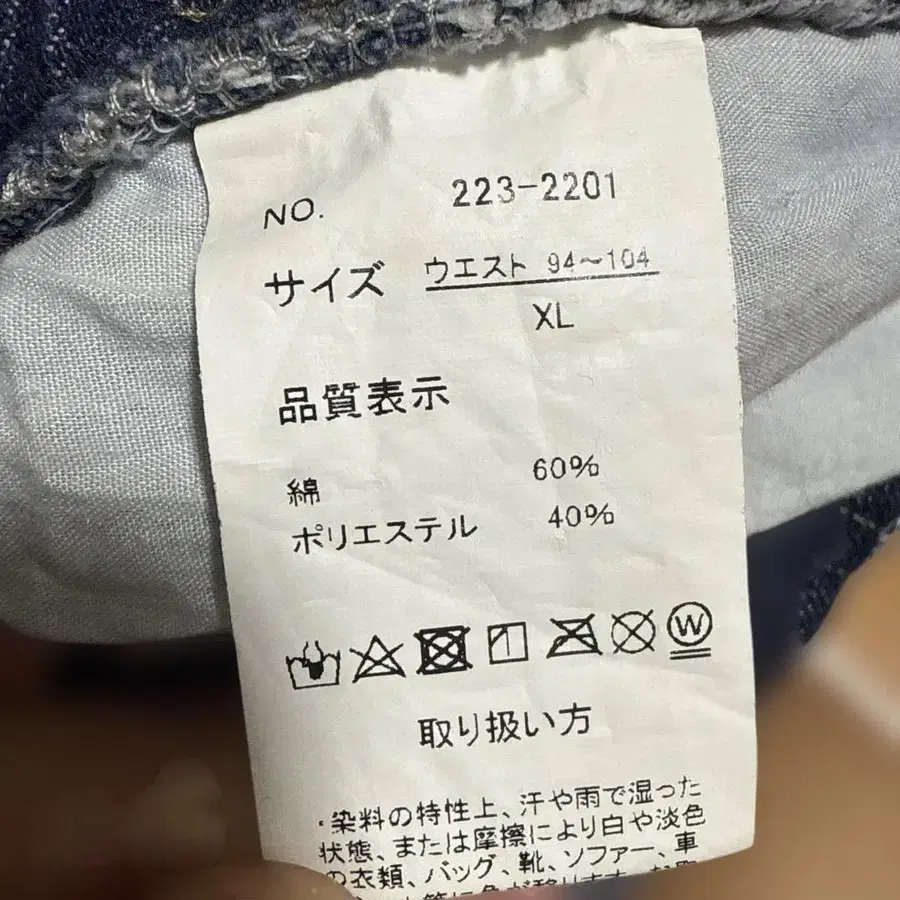 NO. 223-2201
サイズ ウエスト 94～104
XL
品質表示
綿 60%
ポリエステル 40%
W
取り扱い方
・染料の特性上、汗や雨で湿った
状態、または摩擦により白や淡色
の衣類、バッグ、靴、ソファー、車